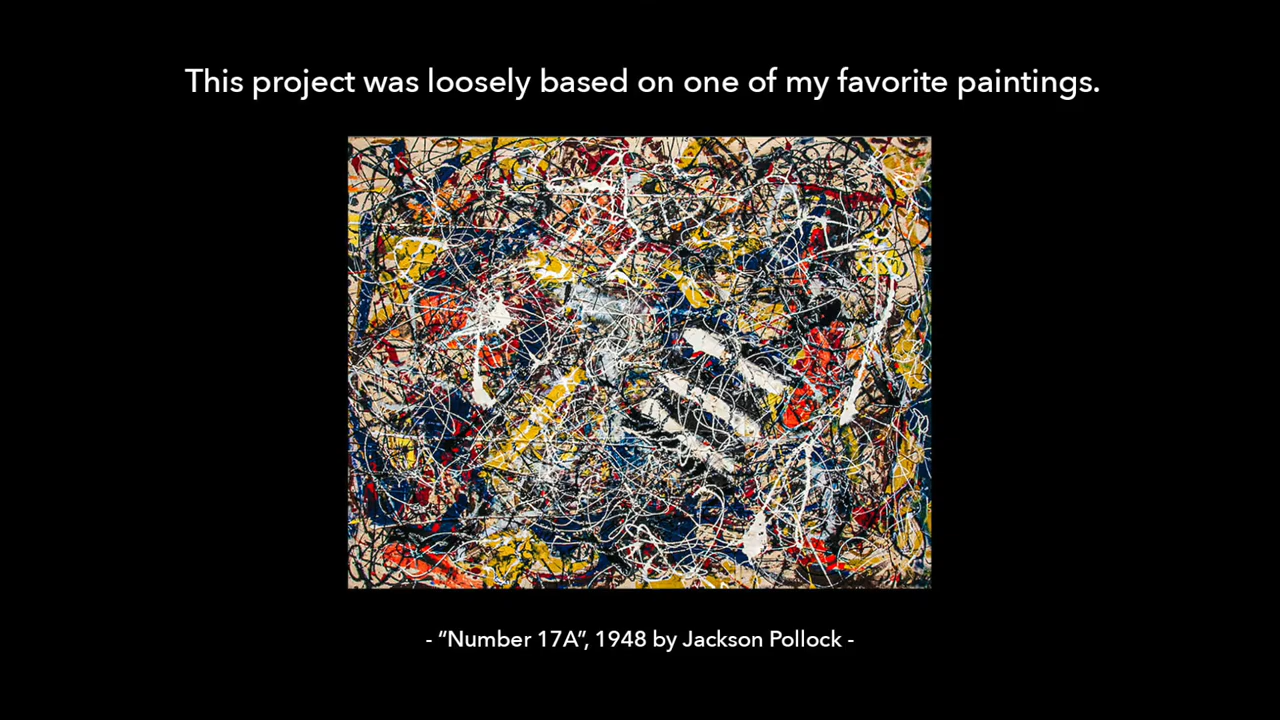 This project was loosely based on one of my favorite paintings.
- “Number 17A”, 1948 by Jackson Pollock -